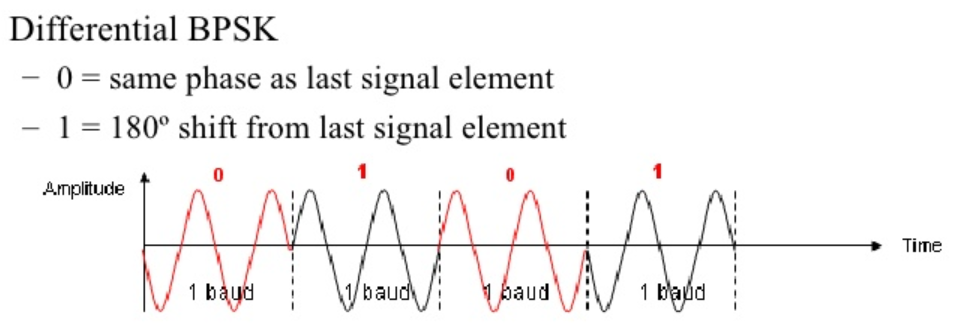 Differential BPSK
– 0 = same phase as last signal element
– 1 = 180º shift from last signal element
0 1 0 1
Amplitude
Time
1 baud 1 baud 1 baud 1 baud